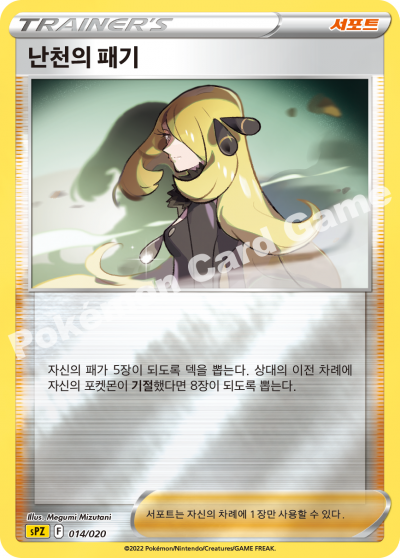 TRAINER'S
서포트
난천의 패기
Pokémon Card Game
자신의 패가 5장이 되도록 덱을 뽑는다. 상대의 이전 차례에
자신의 포켓몬이 기절했다면 8장이 되도록 뽑는다.
Illus. Megumi Mizutani
sPZ F 014/020
서포트는 자신의 차례에 1장만 사용할 수 있다.
©2022 Pokémon/Nintendo/Creatures/GAME FREAK.